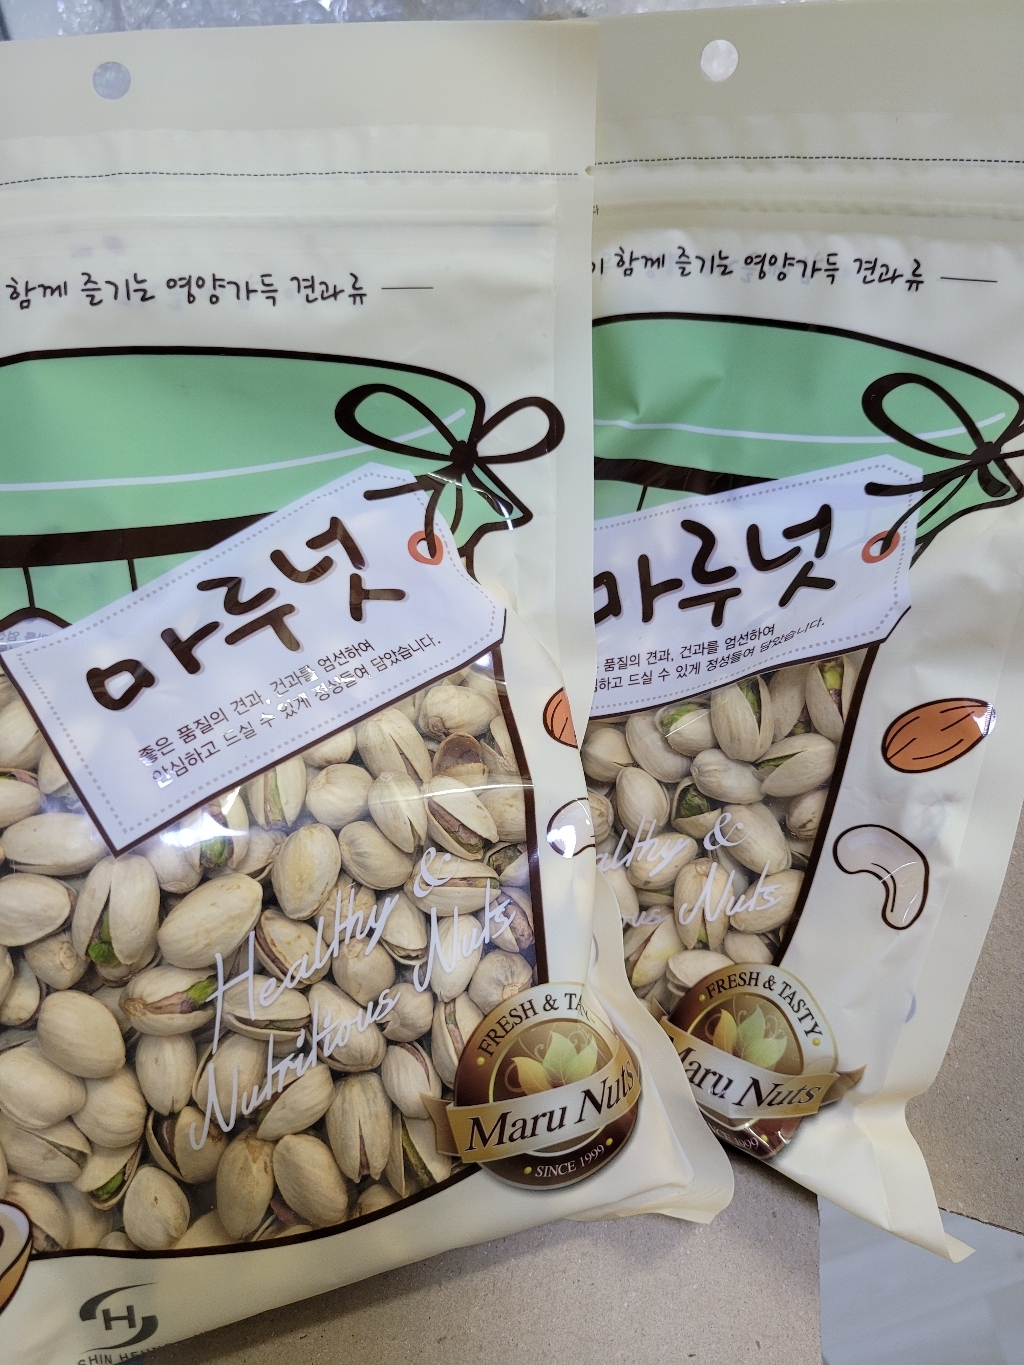 함께 즐기는 영양가득 견과류
마루넛
좋은 품질의 견과, 건과를 엄선하여
안심하고 드실 수 있게 정성들여 담았습니다.
Healthy &
Nutritious Nuts
FRESH &
Maru Nuts
SINCE 1999
SH
SHIN
함께 즐기는 영양가득 견과류
마루넛
품질의 견과, 건과를 엄선하여
심하고 드실 수 있게 정성들여 담았습니다.
althy &
ous Nuts
FRESH & TASTY
Maru Nuts
1999